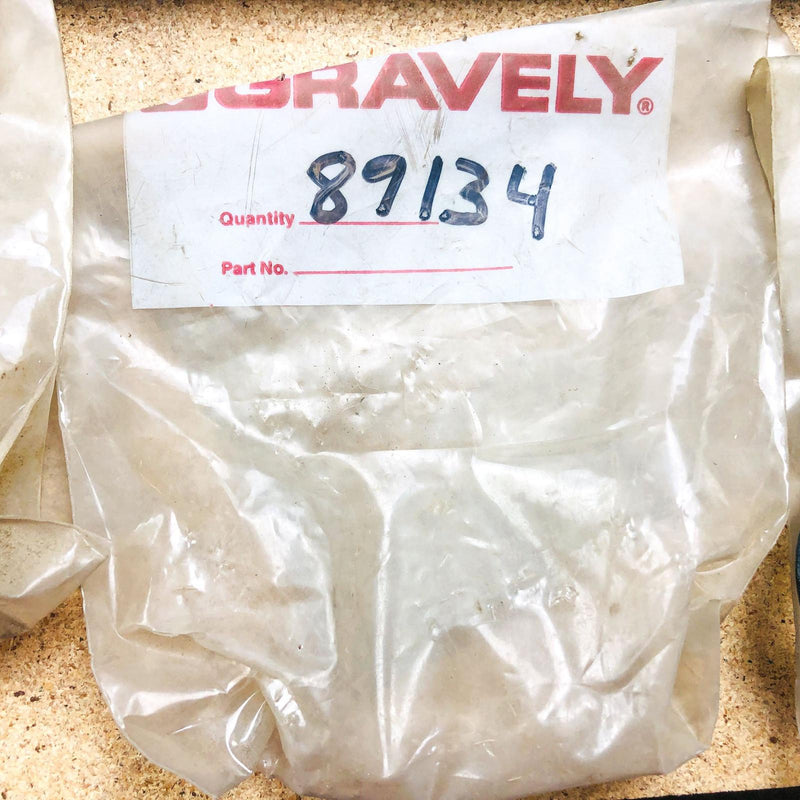 GRAVELY®
89134
Quantity
Part No.